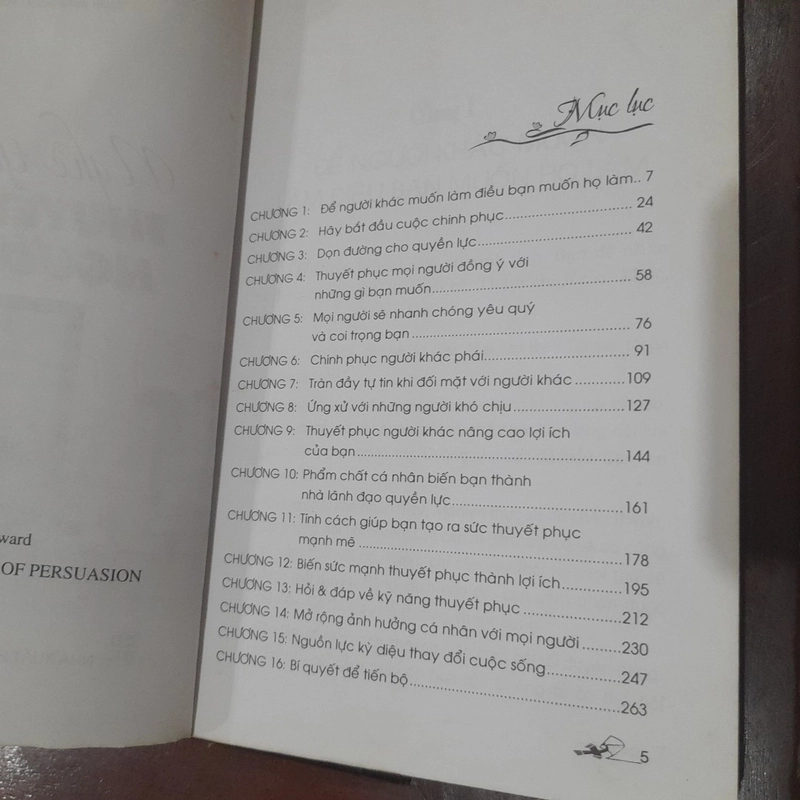 ward
OF PERSUASION
Mục lục
CHƯƠNG 1: Để người khác muốn làm điều bạn muốn họ làm.. 7
CHƯƠNG 2: Hãy bắt đầu cuộc chinh phục..................... 24
CHƯƠNG 3: Dọn đường cho quyền lực......................... 42
CHƯƠNG 4: Thuyết phục mọi người đồng ý với
những gì bạn muốn.................................. 58
CHƯƠNG 5: Mọi người sẽ nhanh chóng yêu quý
và coi trọng bạn..................................... 76
CHƯƠNG 6: Chinh phục người khác phái........................ 91
CHƯƠNG 7: Tràn đầy tự tin khi đối mặt với người khác ..........109
CHƯƠNG 8: Ứng xử với những người khó chịu....................127
CHƯƠNG 9: Thuyết phục người khác nâng cao lợi ích
của bạn..............................................144
CHƯƠNG 10: Phẩm chất cá nhân biến bạn thành
nhà lãnh đạo quyền lực..............................161
CHƯƠNG 11: Tính cách giúp bạn tạo ra sức thuyết phục
mạnh mẽ ............................................178
CHƯƠNG 12: Biến sức mạnh thuyết phục thành lợi ích.............195
CHƯƠNG 13: Hỏi & đáp về kỹ năng thuyết phục...................212
CHƯƠNG 14: Mở rộng ảnh hưởng cá nhân với mọi người ........230
CHƯƠNG 15: Nguồn lực kỳ diệu thay đổi cuộc sống................247
CHƯƠNG 16: Bí quyết để tiến bộ....................................263
5